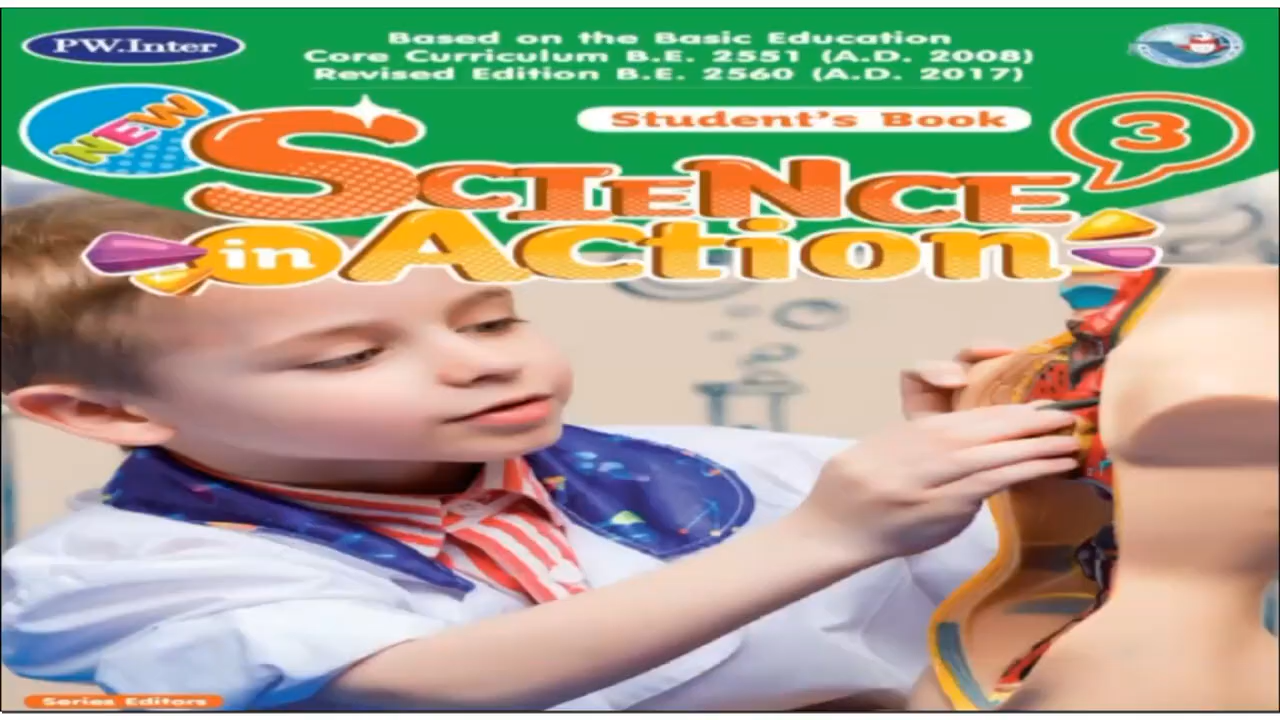 PW.Inter
Based on the Basic Education
Core Curriculum B.E. 2551 (A.D. 2008)
Revised Edition B.E. 2560 (A.D. 2017)
NEW
Student's Book
3
SCIENCE
in Action
Series Editors